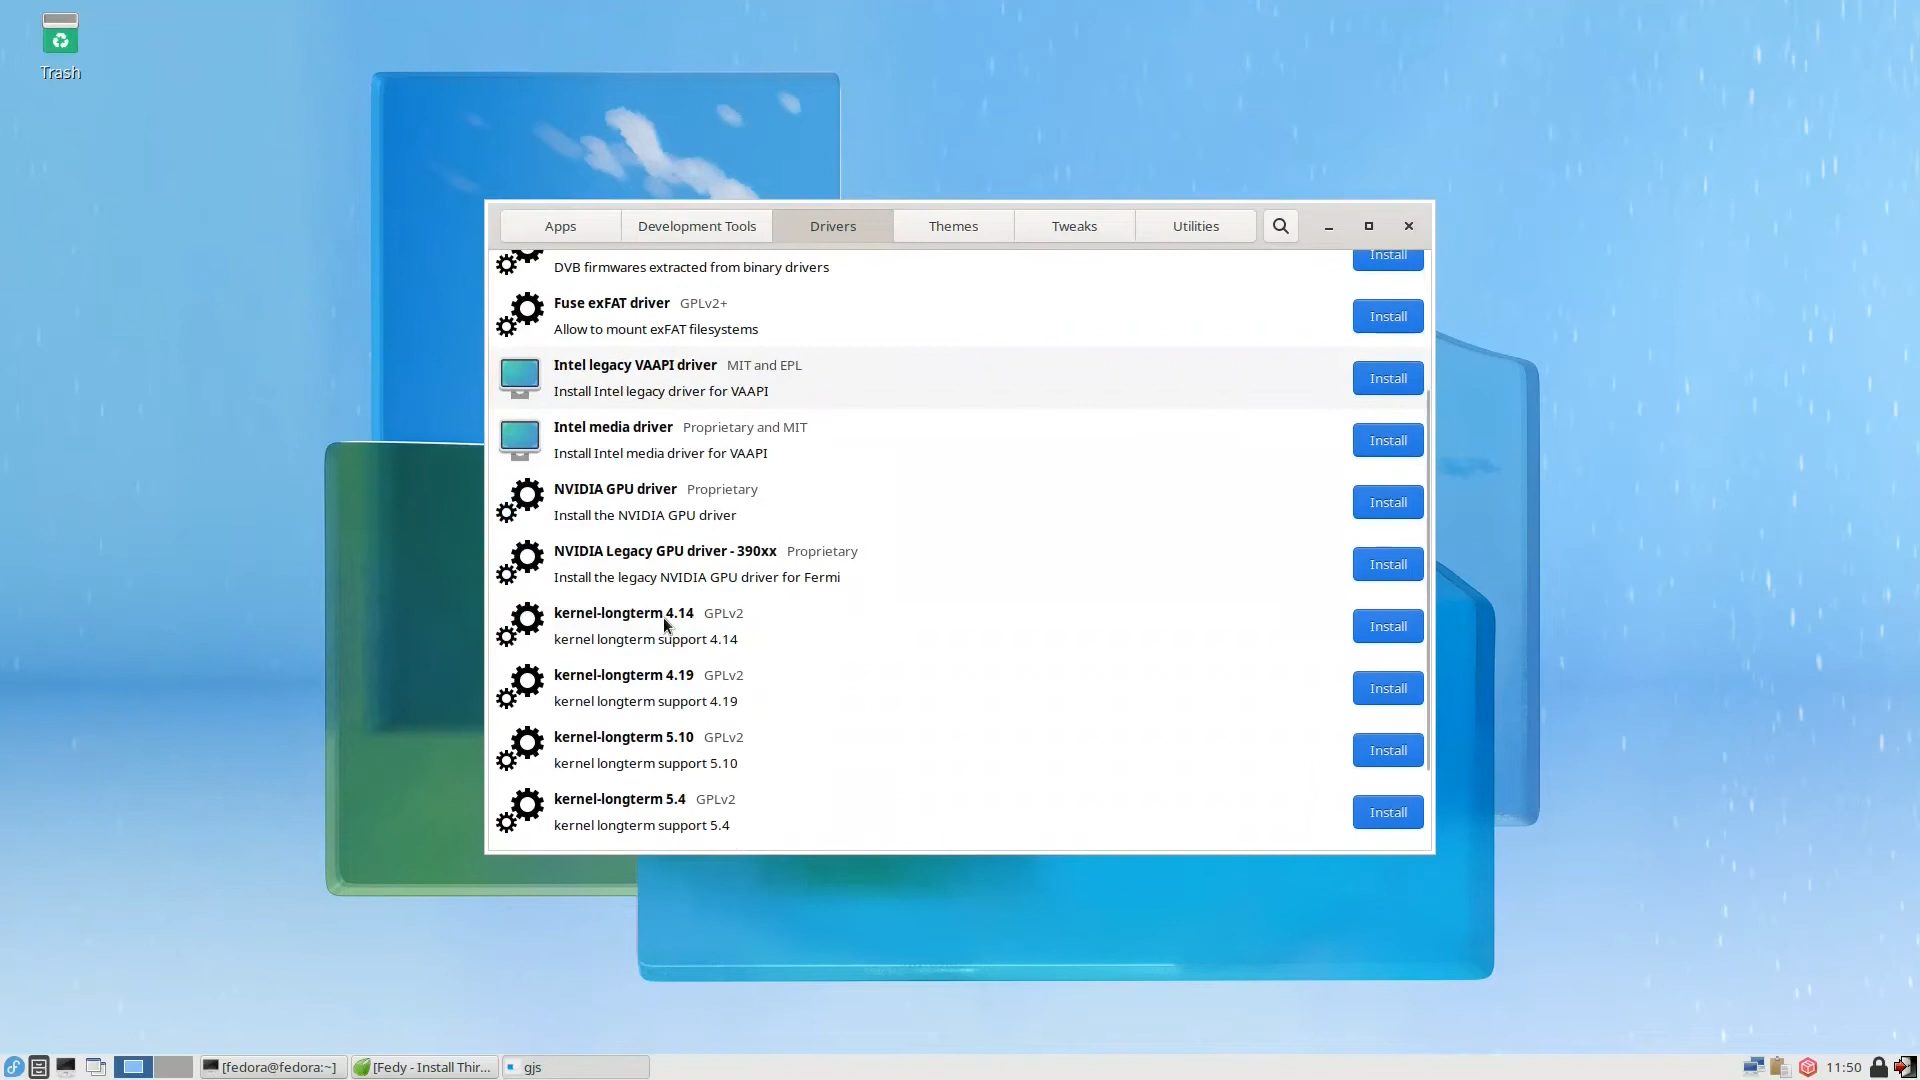 Trash
Apps
Development Tools
Drivers
Themes
Tweaks
Utilities
DVB firmwares extracted from binary drivers
Install
Fuse exFAT driver GPLv2+
Allow to mount exFAT filesystems
Install
Intel legacy VAAPI driver MIT and EPL
Install Intel legacy driver for VAAPI
Install
Intel media driver Proprietary and MIT
Install Intel media driver for VAAPI
Install
NVIDIA GPU driver Proprietary
Install the NVIDIA GPU driver
Install
NVIDIA Legacy GPU driver - 390xx Proprietary
Install the legacy NVIDIA GPU driver for Fermi
Install
kernel-longterm 4.14 GPLv2
kernel longterm support 4.14
Install
kernel-longterm 4.19 GPLv2
kernel longterm support 4.19
Install
kernel-longterm 5.10 GPLv2
kernel longterm support 5.10
Install
kernel-longterm 5.4 GPLv2
kernel longterm support 5.4
Install
[fedora@fedora:~]
[Fedy - Install Thir...
gjs
11:50